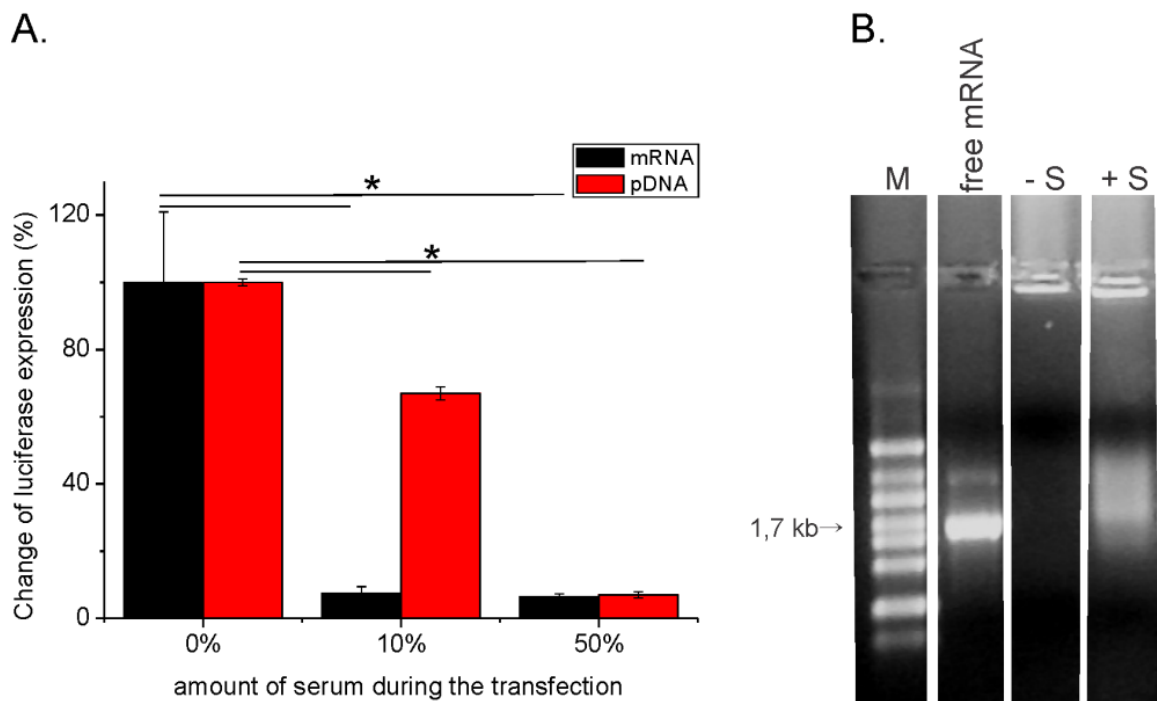 A.
*
*
mRNA
pDNA
Change of luciferase expression (%)
120
80
40
0
0%
10%
50%
amount of serum during the transfection
B.
M
free mRNA
- S
+ S
1,7 kb→